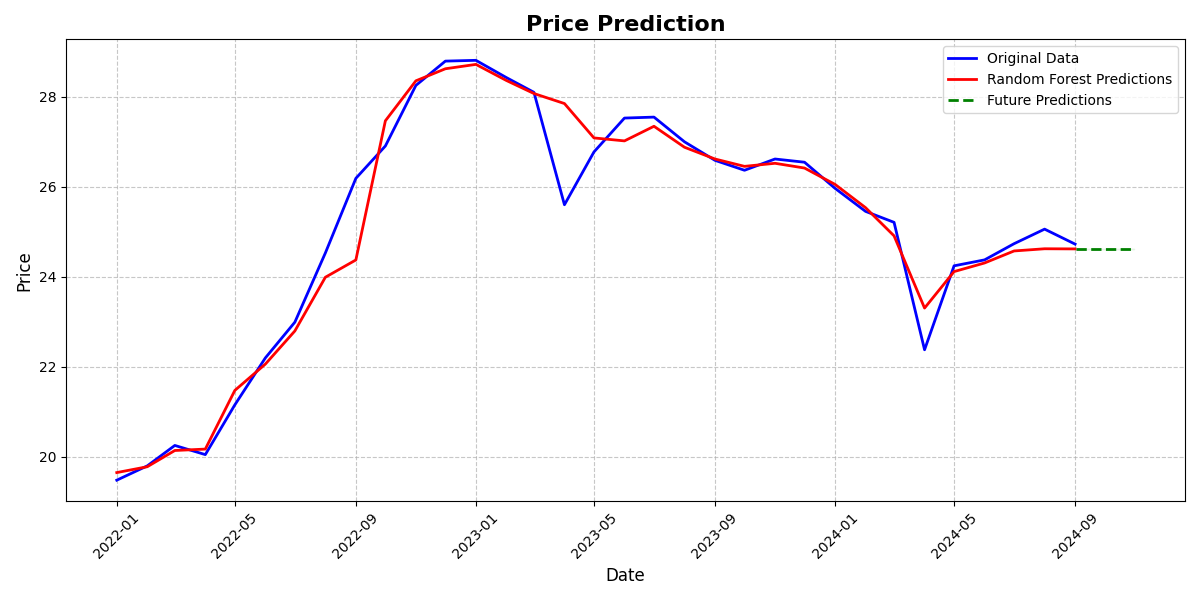 Price Prediction
Original Data
Random Forest Predictions
Future Predictions
Price
28
26
24
22
20
2022-01
2022-05
2022-09
2023-01
2023-05
2023-09
2024-01
2024-05
2024-09
Date